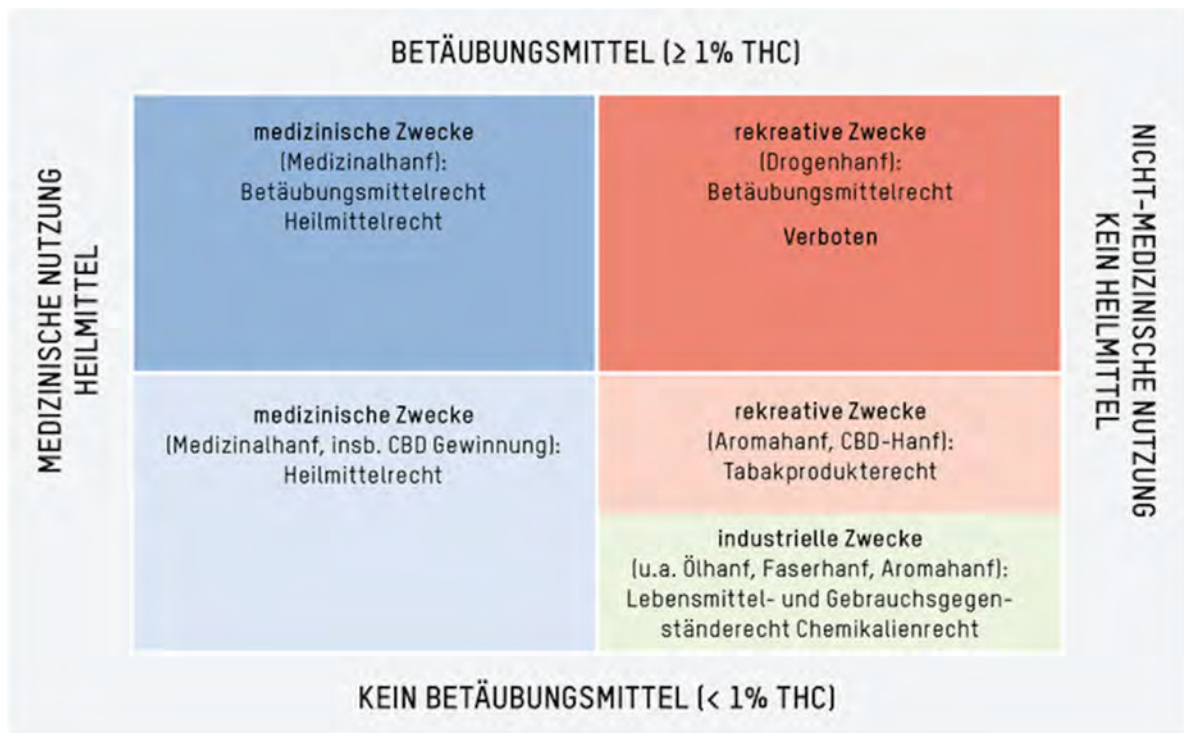 BETÄUBUNGSMITTEL (≥ 1% THC)
MEDIZINISCHE NUTZUNG
HEILMITTEL
medizinische Zwecke
(Medizinalhanf):
Betäubungsmittelrecht
Heilmittelrecht
rekreative Zwecke
(Drogenhanf):
Betäubungsmittelrecht
Verboten
NICHT-MEDIZINISCHE NUTZUNG
KEIN HEILMITTEL
medizinische Zwecke
(Medizinalhanf, insb. CBD Gewinnung):
Heilmittelrecht
rekreative Zwecke
(Aromahanf, CBD-Hanf):
Tabakprodukterecht
industrielle Zwecke
(u.a. Ölhanf, Faserhanf, Aromahanf):
Lebensmittel- und Gebrauchsgegen-
ständerecht Chemikalienrecht
KEIN BETÄUBUNGSMITTEL (< 1% THC)